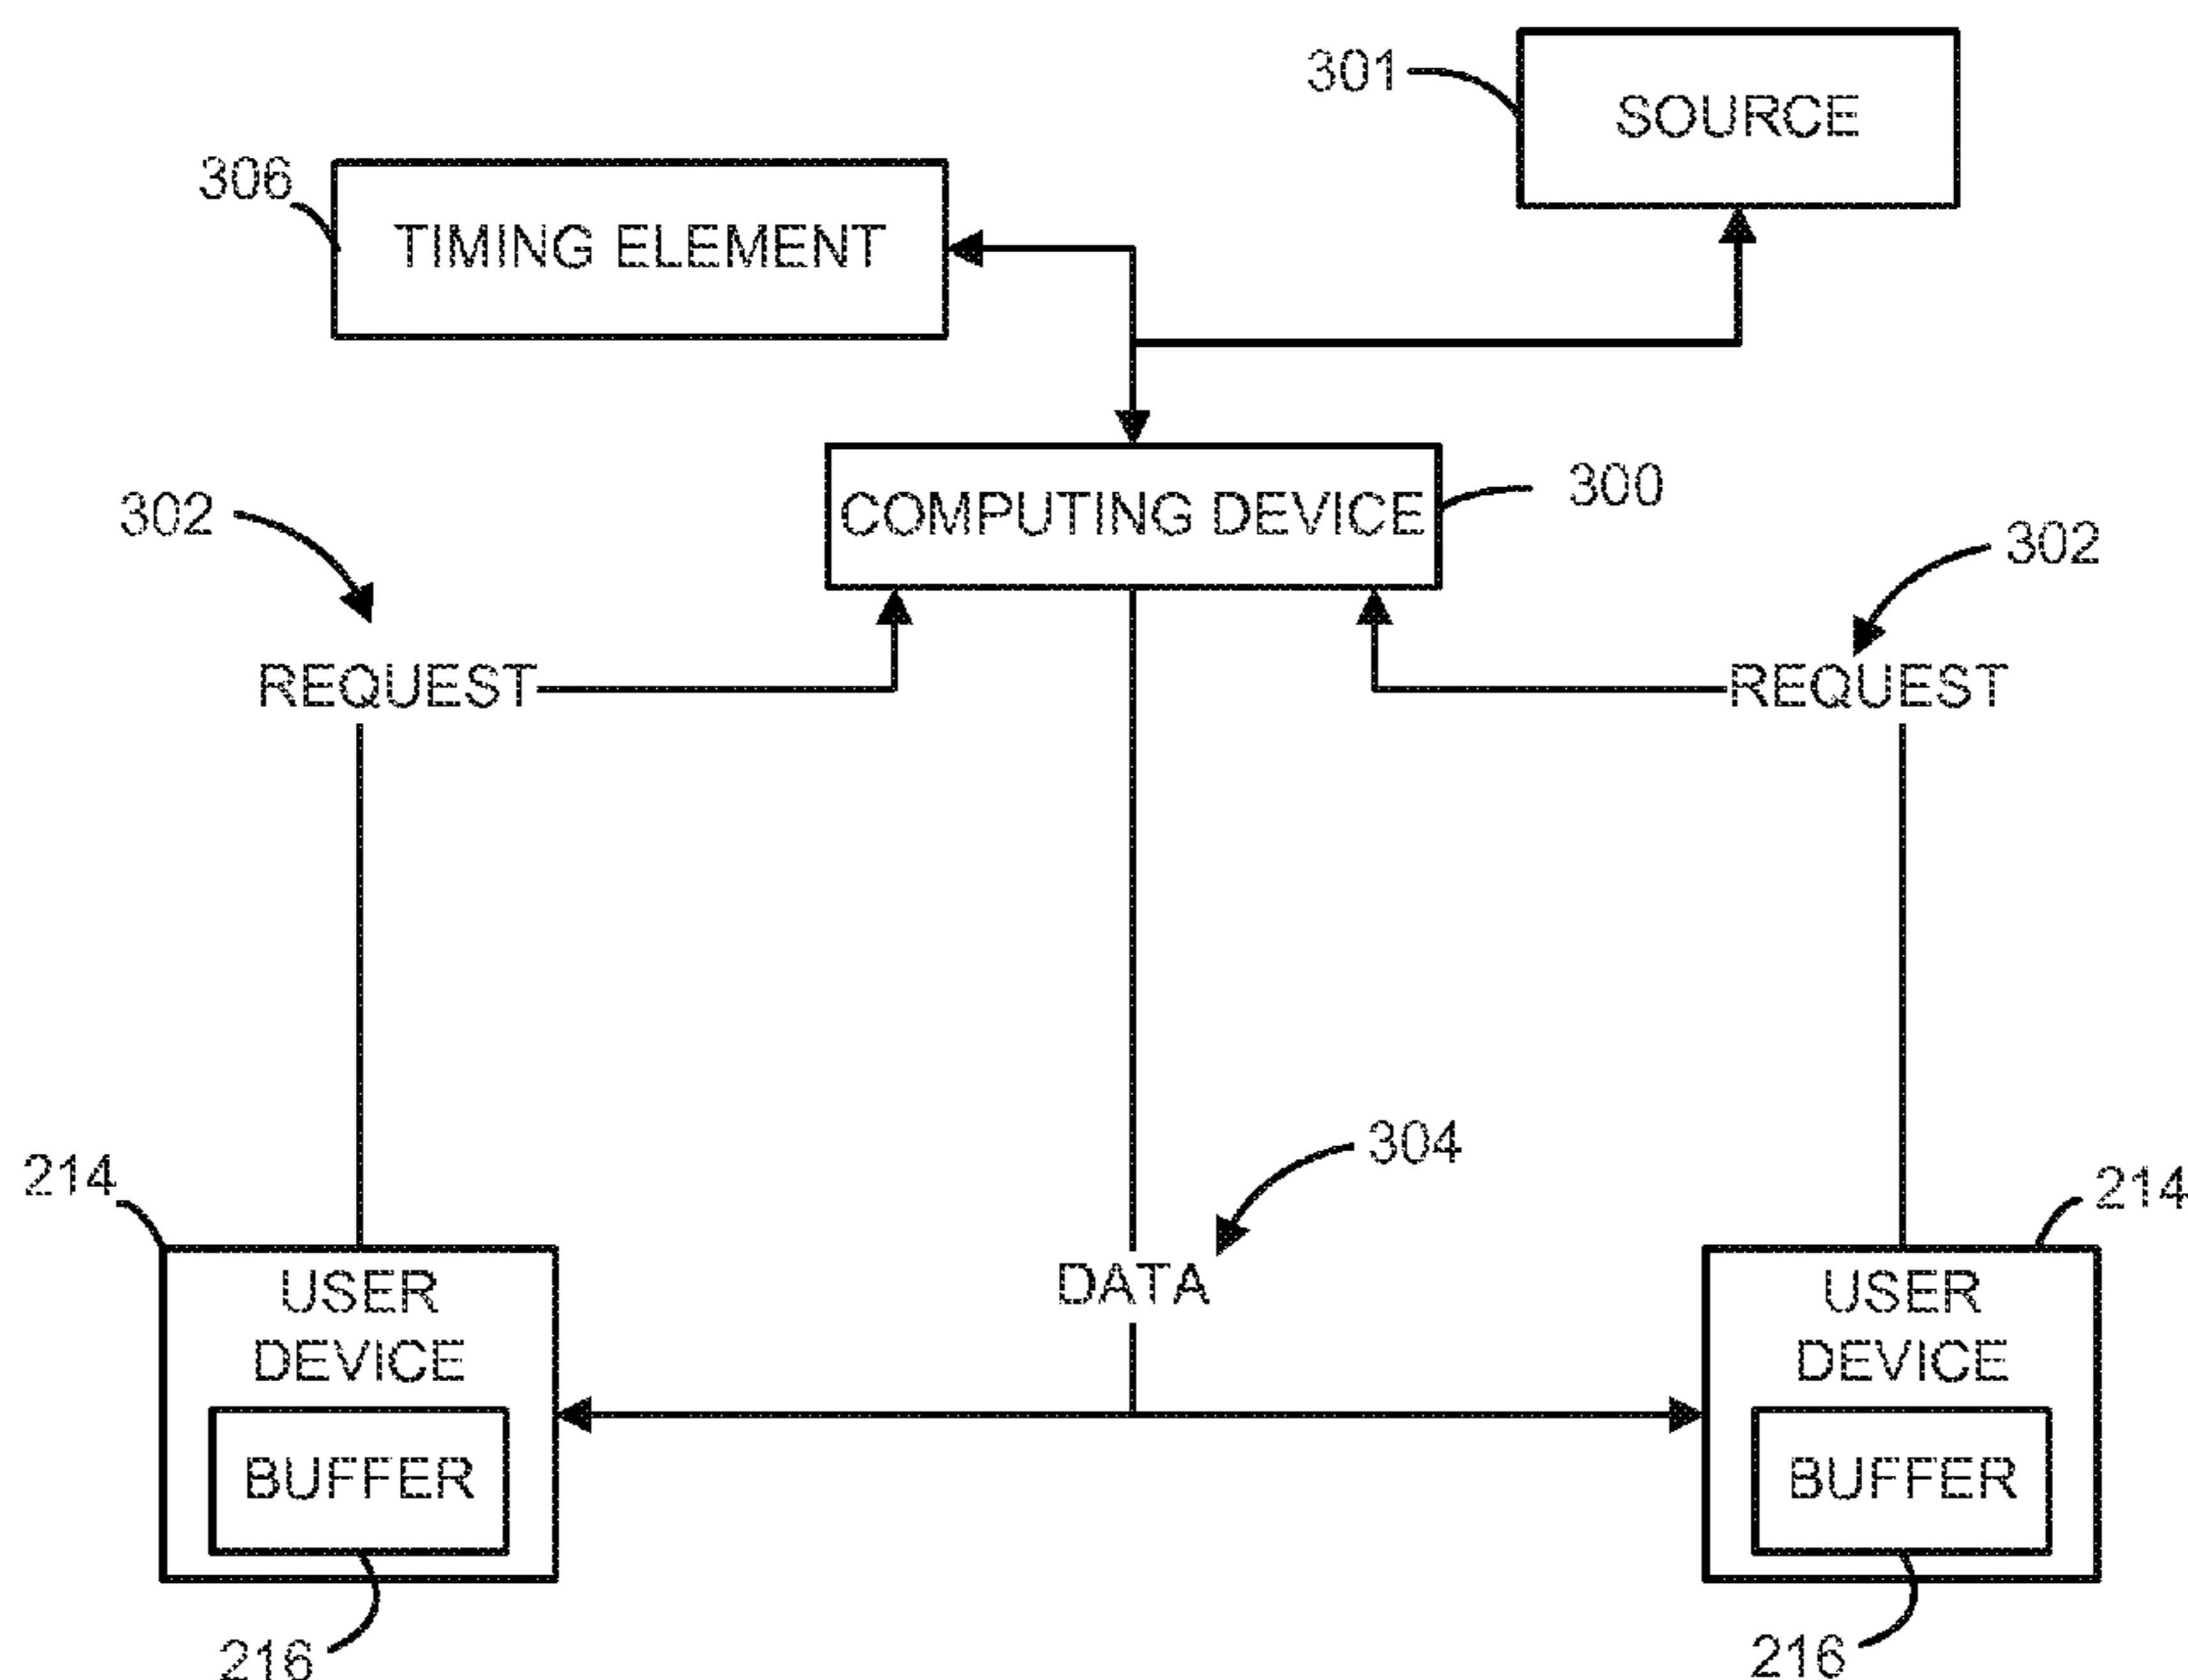 301
SOURCE
306
TIMING ELEMENT
300
COMPUTING DEVICE
302
302
REQUEST
REQUEST
304
214
214
DATA
USER
DEVICE
USER
DEVICE
BUFFER
BUFFER
216
216